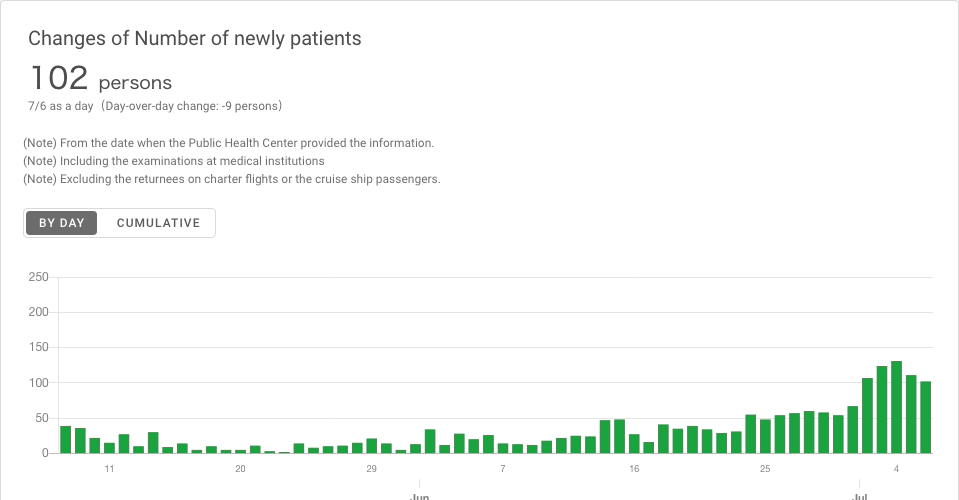 Changes of Number of newly patients
102 persons
7/6 as a day（Day-over-day change: -9 persons）
(Note) From the date when the Public Health Center provided the information.
(Note) Including the examinations at medical institutions
(Note) Excluding the returnees on charter flights or the cruise ship passengers.
BY DAY CUMULATIVE
250
200
150
100
50
0
11 20 29 7 16 25 4
Jun Jul